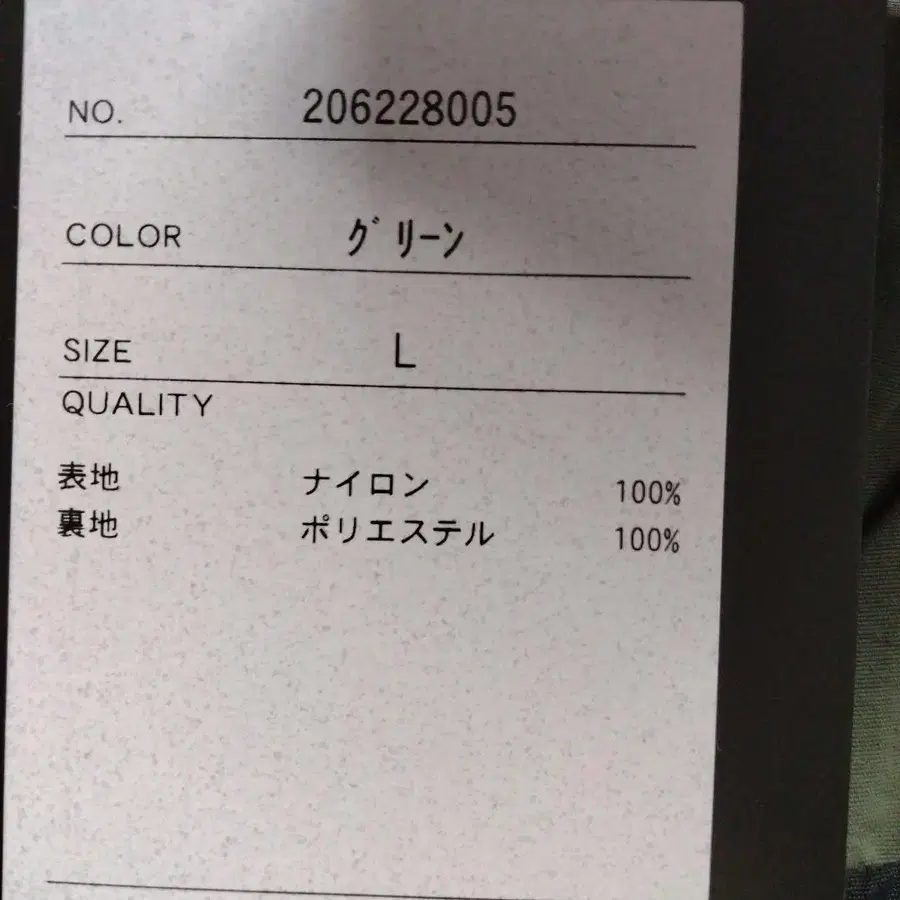 NO. 206228005
COLOR グリーン
SIZE L
QUALITY
表地 ナイロン 100%
裏地 ポリエステル 100%